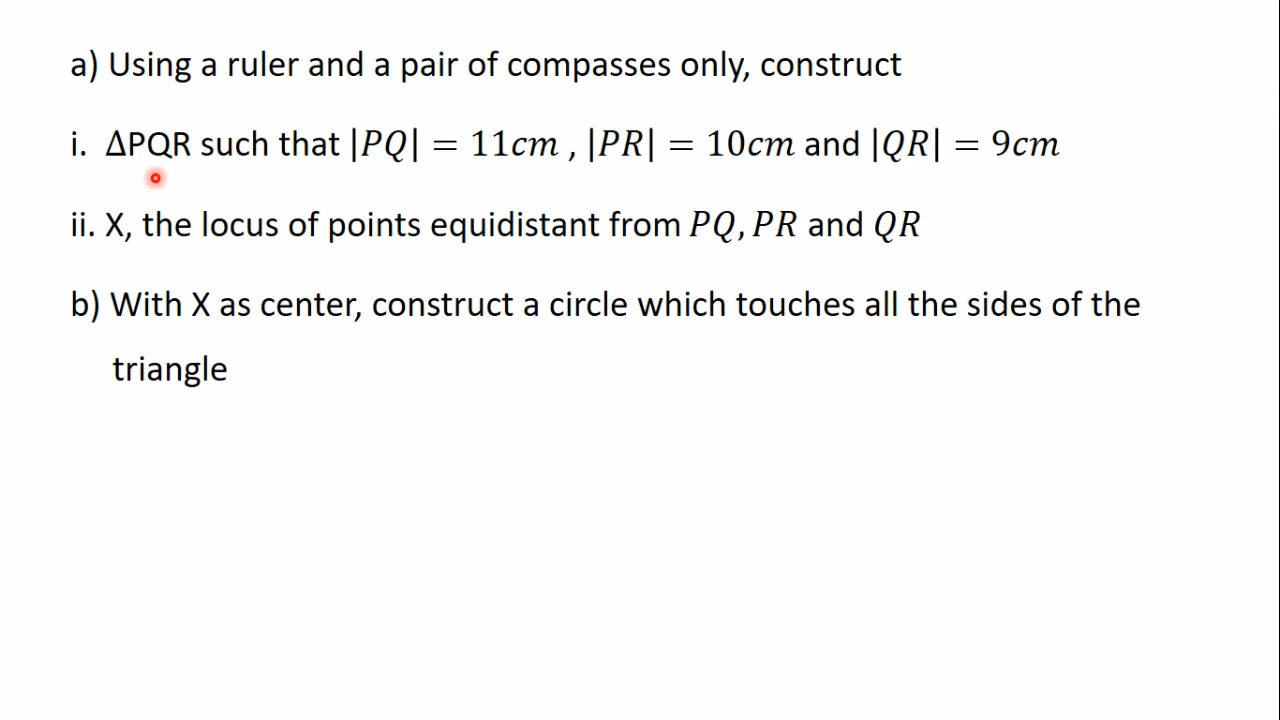 a) Using a ruler and a pair of compasses only, construct
i. ΔPQR such that |PQ| = 11cm , |PR| = 10cm and |QR| = 9cm
ii. X, the locus of points equidistant from PQ, PR and QR
b) With X as center, construct a circle which touches all the sides of the
triangle